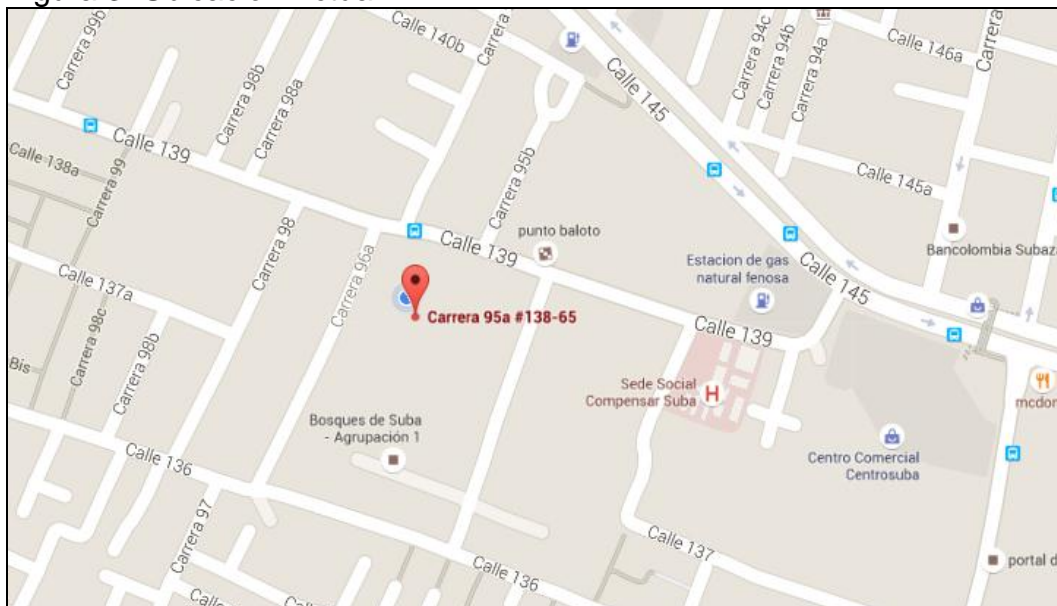 Carrera 99b
Calle 140b
Carrera
Calle 145
Carrera 94c
Carrera 94b
Carrera 94a
Calle 146a
Carrera
Carrera 98b
Carrera 98a
Calle 139
Calle 138a
Carrera 99
Carrera 98
Carrera 96a
Carrera 95b
Calle 139
punto baloto
Calle 145a
Bancolombia Subaza
Estacion de gas
natural fenosa
Calle 145
Calle 137a
Carrera 98c
Carrera 98b
Bis
Carrera 95a #138-65
Calle 139
Sede Social
Compensar Suba
H
mcdor
Bosques de Suba
- Agrupación 1
Centro Comercial
Centrosuba
Calle 136
Carrera 97
Calle 136
Calle 137
portal d